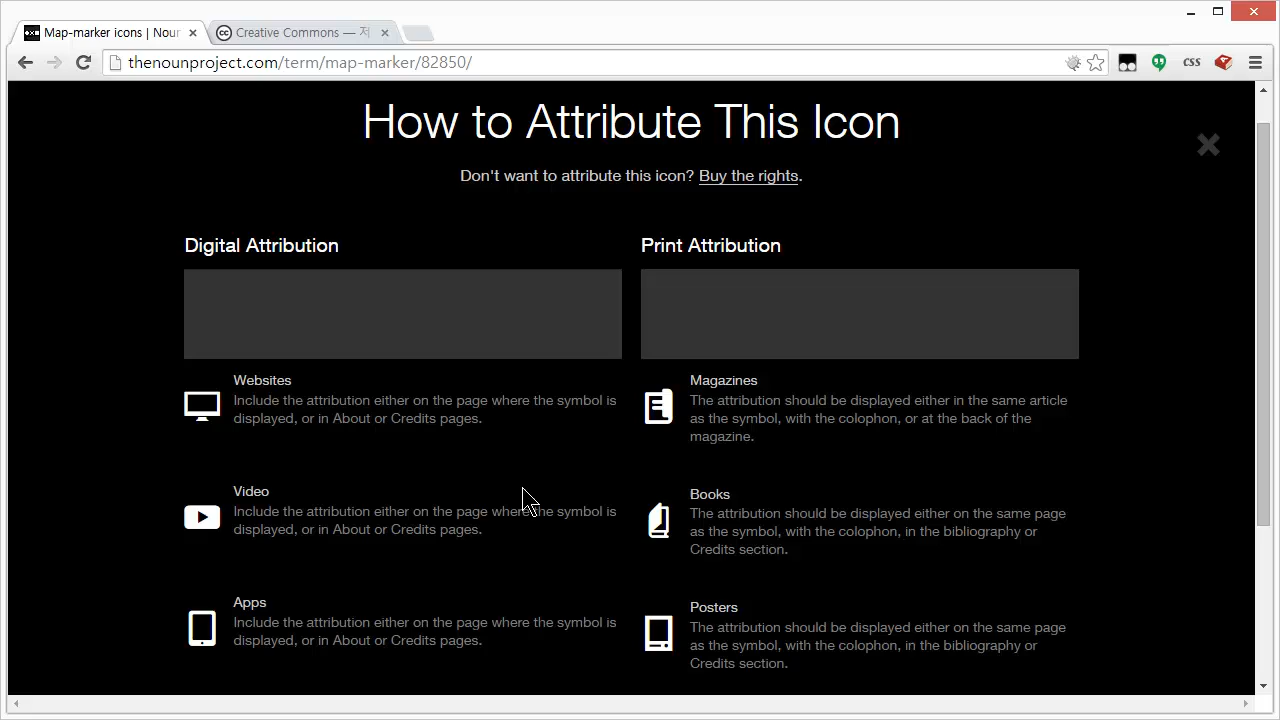 Map-marker icons | Nour
Creative Commons — 저
thenounproject.com/term/map-marker/82850/
css
How to Attribute This Icon
Don't want to attribute this icon? Buy the rights.
Digital Attribution
Websites
Include the attribution either on the page where the symbol is
displayed, or in About or Credits pages.
Video
Include the attribution either on the page where the symbol is
displayed, or in About or Credits pages.
Apps
Include the attribution either on the page where the symbol is
displayed, or in About or Credits pages.
Print Attribution
Magazines
The attribution should be displayed either in the same article
as the symbol, with the colophon, or at the back of the
magazine.
Books
The attribution should be displayed either on the same page
as the symbol, with the colophon, in the bibliography or
Credits section.
Posters
The attribution should be displayed either on the same page
as the symbol, with the colophon, in the bibliography or
Credits section.